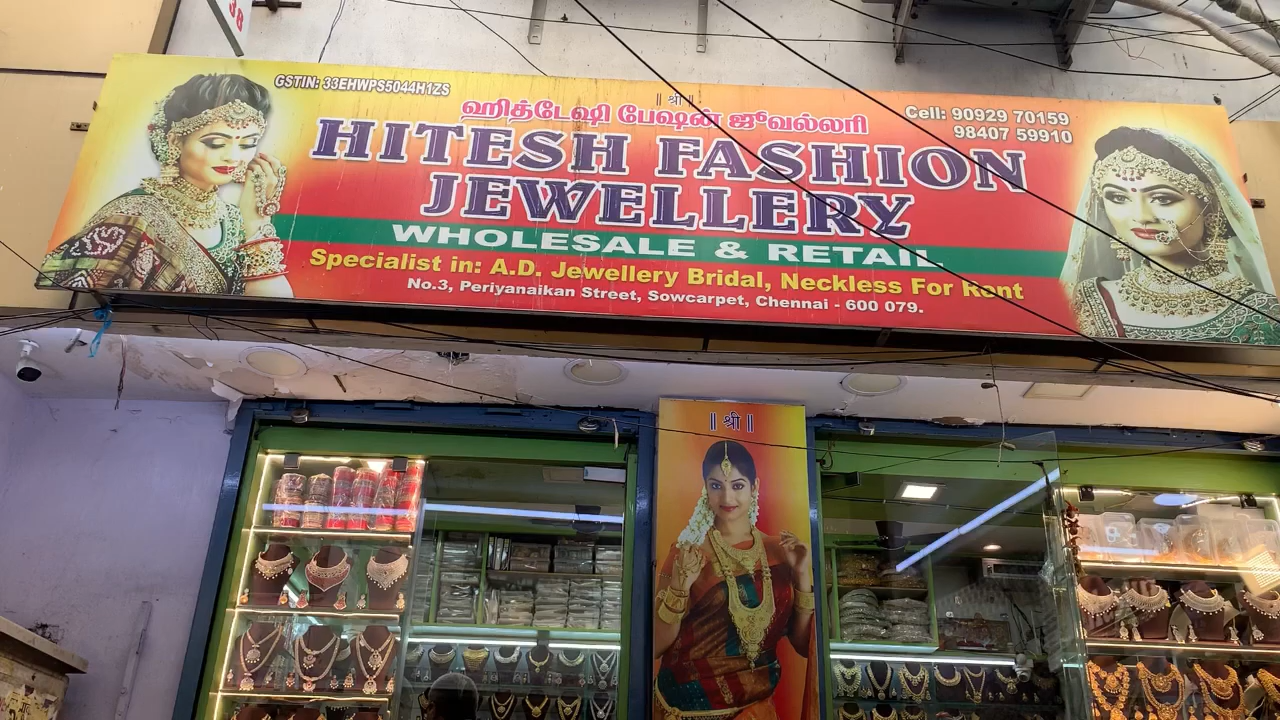 38
GSTIN: 33EHWPS5044H1ZS
|| श्री ||
ஹித்டேஷி பேஷன் ஜூவல்லரி
Cell: 90929 70159
98407 59910
HITESH FASHION
JEWELLERY
WHOLESALE & RETAIL
Specialist in: A.D. Jewellery Bridal, Neckless For Rent
No.3, Periyanaikan Street, Sowcarpet, Chennai - 600 079.
|| श्री ||